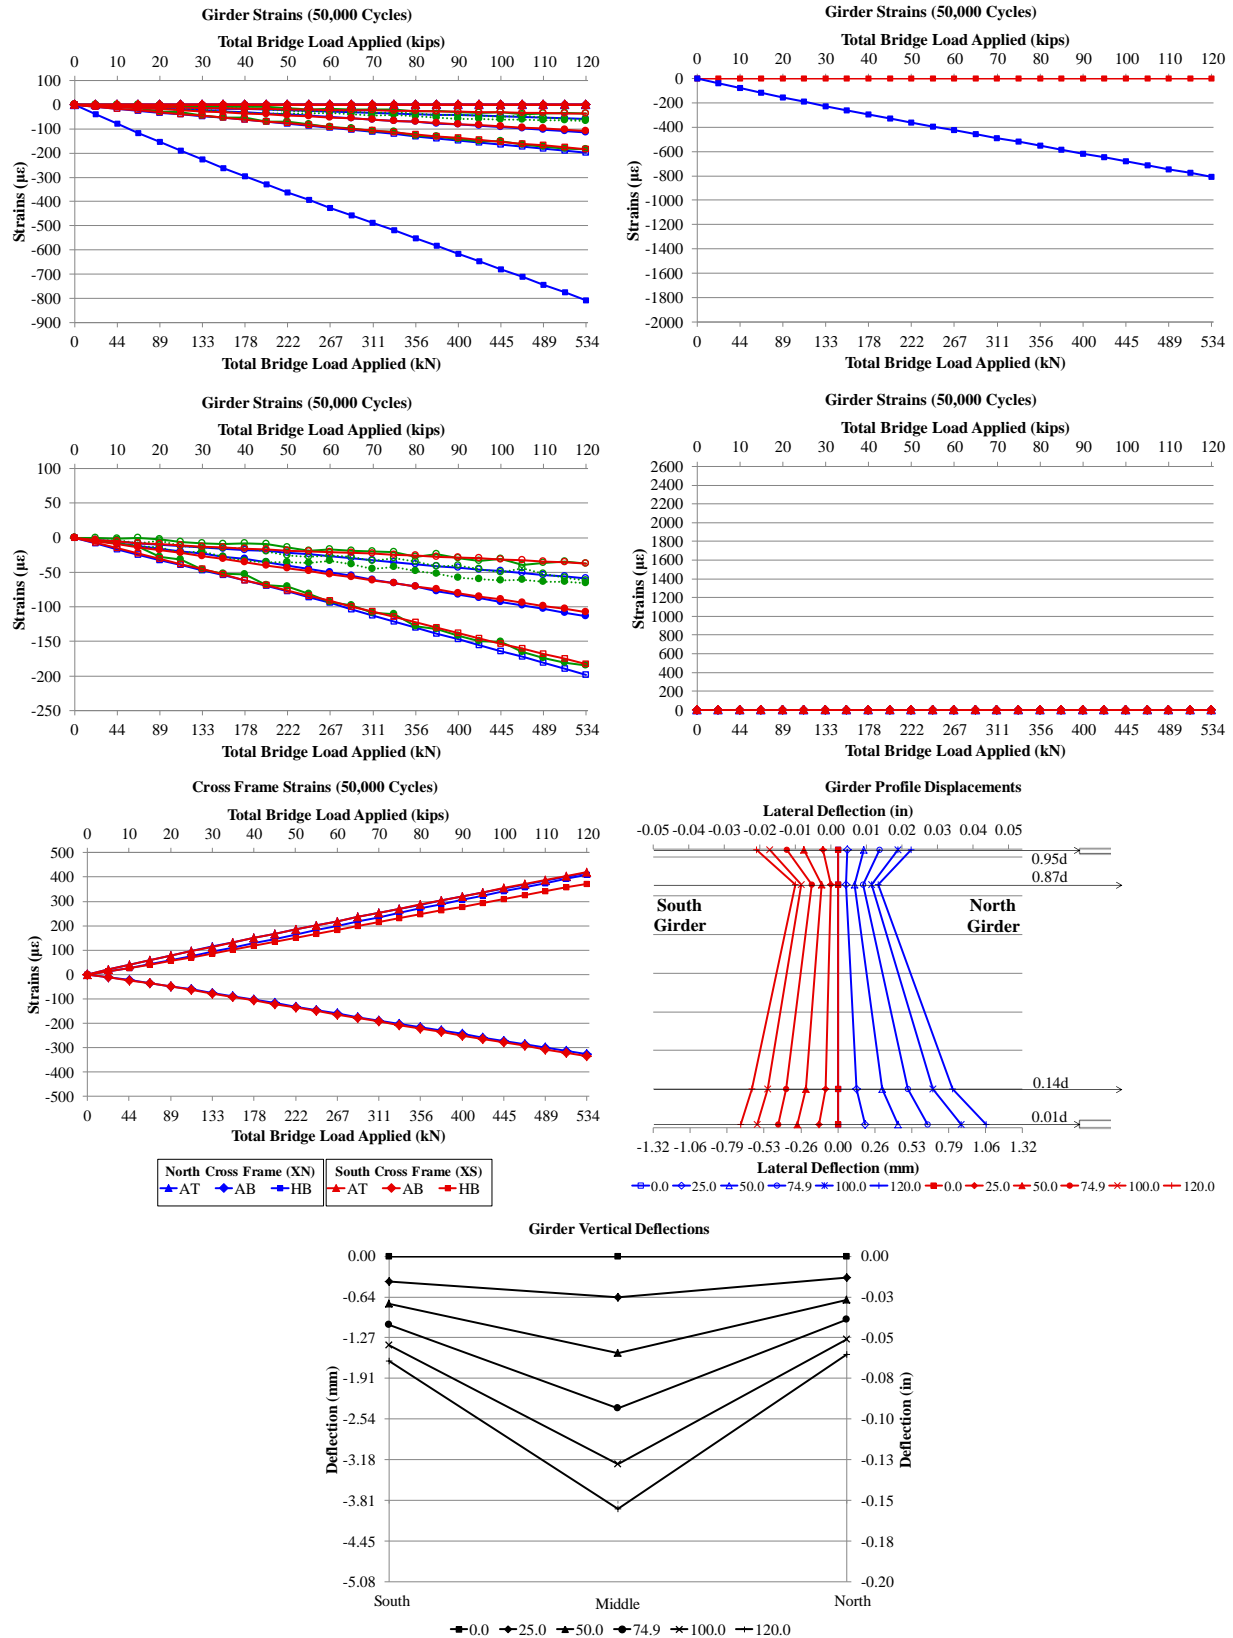 Girder Strains (50,000 Cycles)
Total Bridge Load Applied (kips)
0 10 20 30 40 50 60 70 80 90 100 110 120
100
0
-100
-200
-300
-400
-500
-600
-700
-800
-900
Strains (µε)
0 44 89 133 178 222 267 311 356 400 445 489 534
Total Bridge Load Applied (kN)
Girder Strains (50,000 Cycles)
Total Bridge Load Applied (kips)
0 10 20 30 40 50 60 70 80 90 100 110 120
0
-200
-400
-600
-800
-1000
-1200
-1400
-1600
-1800
-2000
Strains (µε)
0 44 89 133 178 222 267 311 356 400 445 489 534
Total Bridge Load Applied (kN)
Girder Strains (50,000 Cycles)
Total Bridge Load Applied (kips)
0 10 20 30 40 50 60 70 80 90 100 110 120
100
50
0
-50
-100
-150
-200
-250
Strains (µε)
0 44 89 133 178 222 267 311 356 400 445 489 534
Total Bridge Load Applied (kN)
Girder Strains (50,000 Cycles)
Total Bridge Load Applied (kips)
0 10 20 30 40 50 60 70 80 90 100 110 120
2600
2400
2200
2000
1800
1600
1400
1200
1000
800
600
400
200
0
Strains (µε)
0 44 89 133 178 222 267 311 356 400 445 489 534
Total Bridge Load Applied (kN)
Cross Frame Strains (50,000 Cycles)
Total Bridge Load Applied (kips)
0 10 20 30 40 50 60 70 80 90 100 110 120
500
400
300
200
100
0
-100
-200
-300
-400
-500
Strains (µε)
0 44 89 133 178 222 267 311 356 400 445 489 534
Total Bridge Load Applied (kN)
North Cross Frame (XN) South Cross Frame (XS)
AT AB HB AT AB HB
Girder Profile Displacements
Lateral Deflection (in)
-0.05 -0.04 -0.03 -0.02 -0.01 0.00 0.01 0.02 0.03 0.04 0.05
0.95d
0.87d
South North
Girder Girder
0.14d
0.01d
-1.32 -1.06 -0.79 -0.53 -0.26 0.00 0.26 0.53 0.79 1.06 1.32
Lateral Deflection (mm)
0.0 25.0 50.0 74.9 100.0 120.0 0.0 25.0 50.0 74.9 100.0 120.0
Girder Vertical Deflections
0.00 0.00
-0.64 -0.03
-1.27 -0.05
-1.91 -0.08
-2.54 -0.10
-3.18 -0.13
-3.81 -0.15
-4.45 -0.18
-5.08 -0.20
Deflection (mm)
Deflection (in)
South Middle North
0.0 25.0 50.0 74.9 100.0 120.0